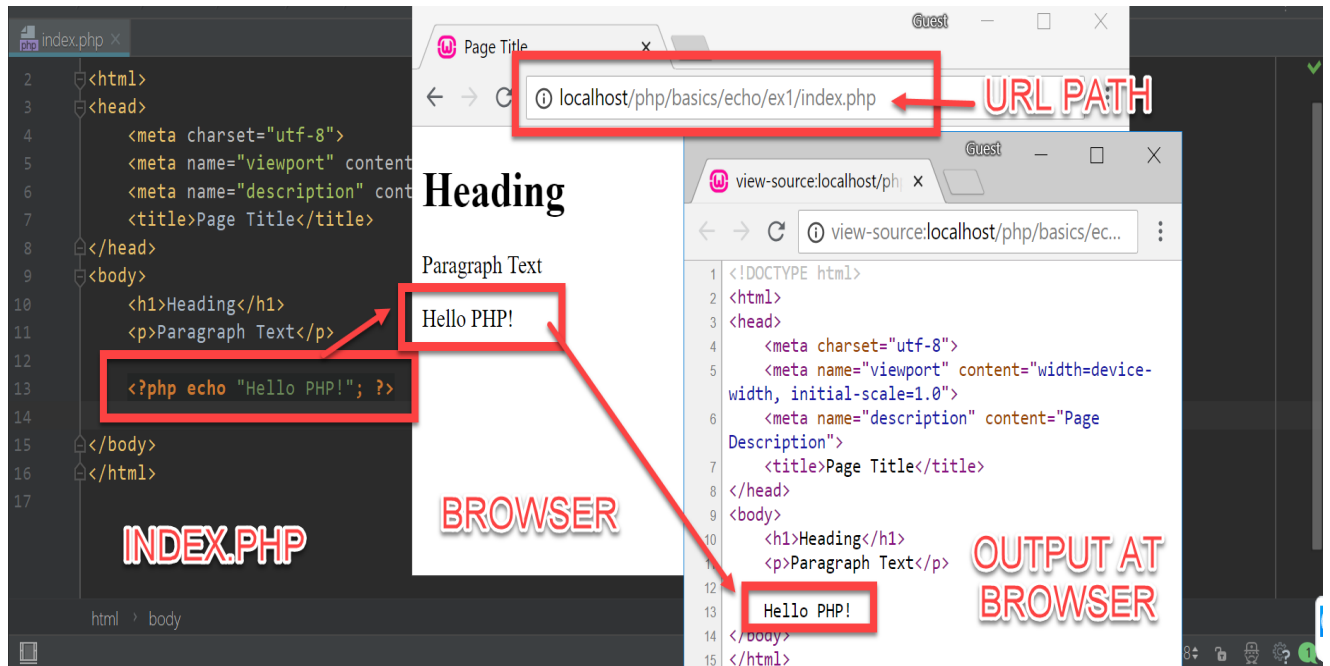 index.php
2 <html>
3 <head>
4 <meta charset="utf-8">
5 <meta name="viewport" content
6 <meta name="description" cont
7 <title>Page Title</title>
8 </head>
9 <body>
10 <h1>Heading</h1>
11 <p>Paragraph Text</p>
12
13 <?php echo "Hello PHP!"; ?>
14
15 </body>
16 </html>
17
INDEX.PHP
html > body
Guest
Page Title
localhost/php/basics/echo/ex1/index.php
URL PATH
Heading
Paragraph Text
Hello PHP!
BROWSER
Guest
view-source:localhost/ph
view-source:localhost/php/basics/ec...
1 <!DOCTYPE html>
2 <html>
3 <head>
4 <meta charset="utf-8">
5 <meta name="viewport" content="width=device-
width, initial-scale=1.0">
6 <meta name="description" content="Page
Description">
7 <title>Page Title</title>
8 </head>
9 <body>
10 <h1>Heading</h1>
11 <p>Paragraph Text</p>
12
13 Hello PHP!
14 </body>
15 </html>
OUTPUT AT
BROWSER